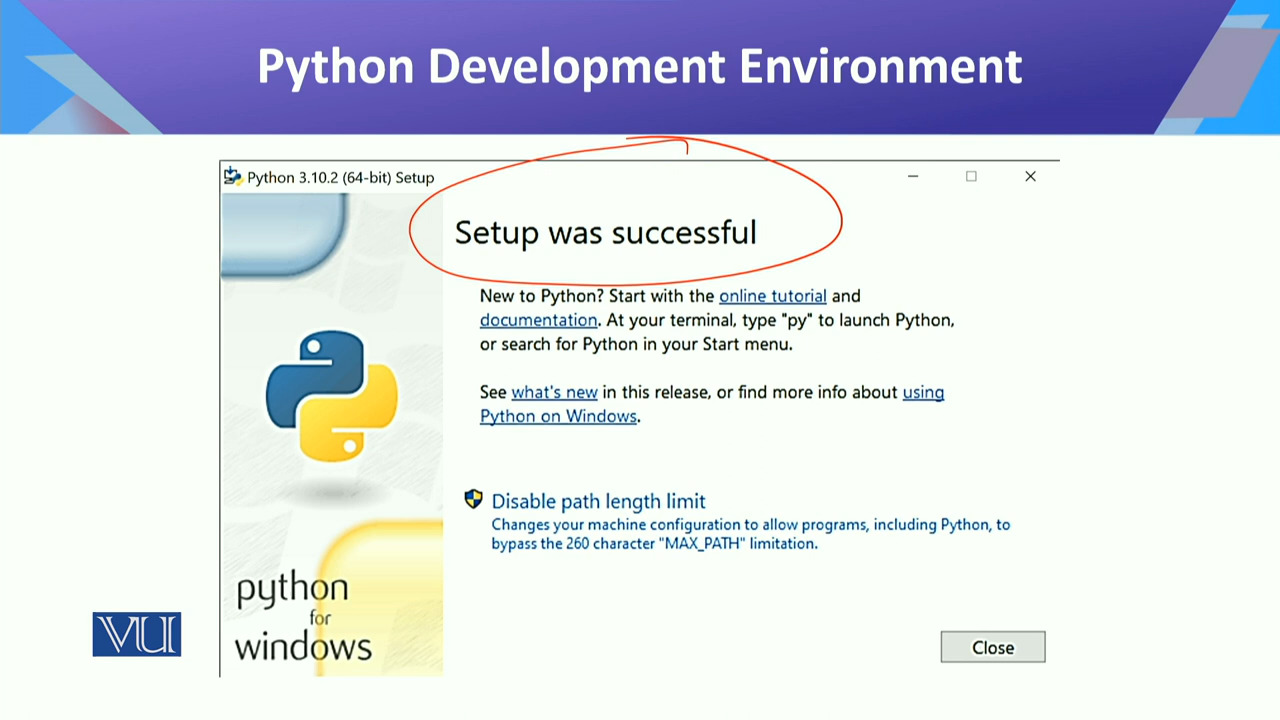 Python Development Environment
Python 3.10.2 (64-bit) Setup
Setup was successful
New to Python? Start with the online tutorial and
documentation. At your terminal, type "py" to launch Python,
or search for Python in your Start menu.
See what's new in this release, or find more info about using
Python on Windows.
Disable path length limit
Changes your machine configuration to allow programs, including Python, to
bypass the 260 character "MAX_PATH" limitation.
python
for
windows
VU
Close